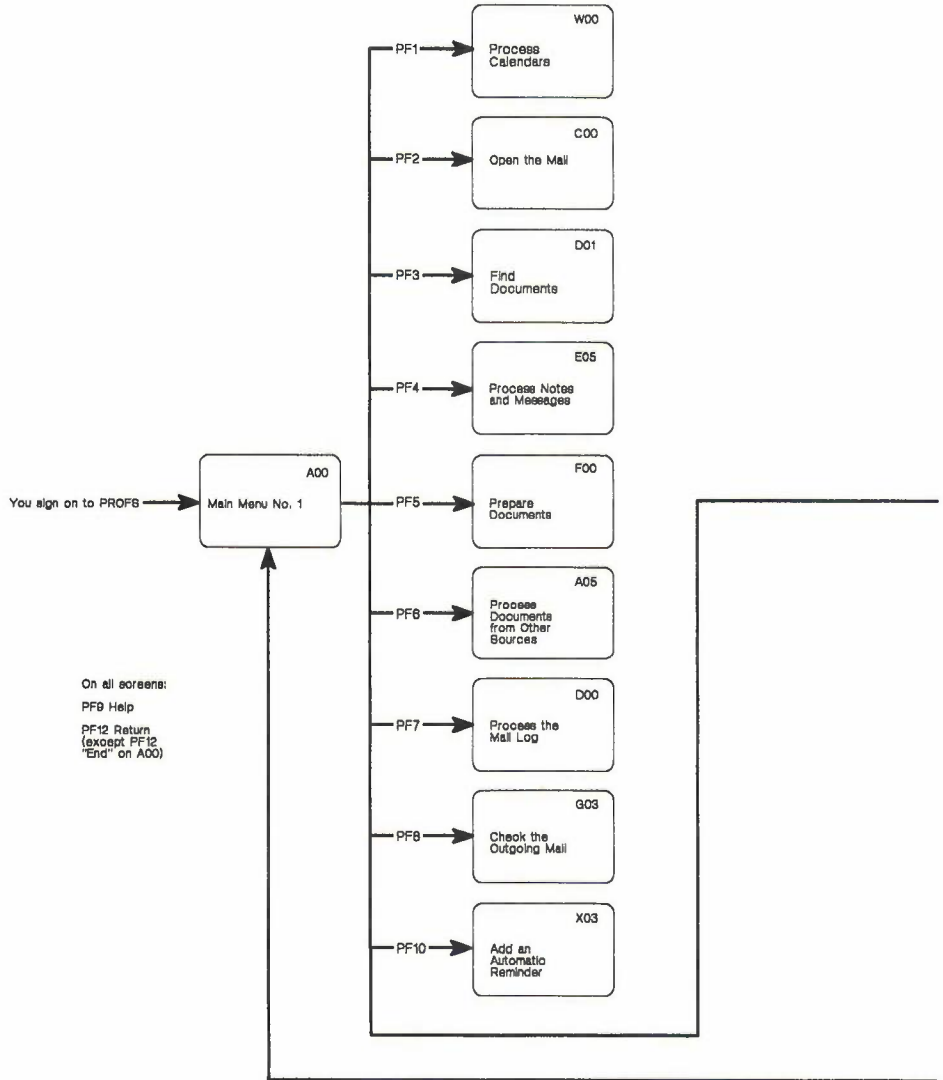 W00
PF1
Process
Calendars
C00
PF2
Open the Mail
D01
PF3
Find
Documents
E05
PF4
Process Notes
and Messages
A00
You sign on to PROFS
Main Menu No. 1
F00
PF5
Prepare
Documents
A05
PF6
Process
Documents
from Other
Sources
On all screens:
PF9 Help
PF12 Return
(except PF12
"End" on A00)
D00
PF7
Process the
Mail Log
G03
PF8
Check the
Outgoing Mail
X03
PF10
Add an
Automatic
Reminder